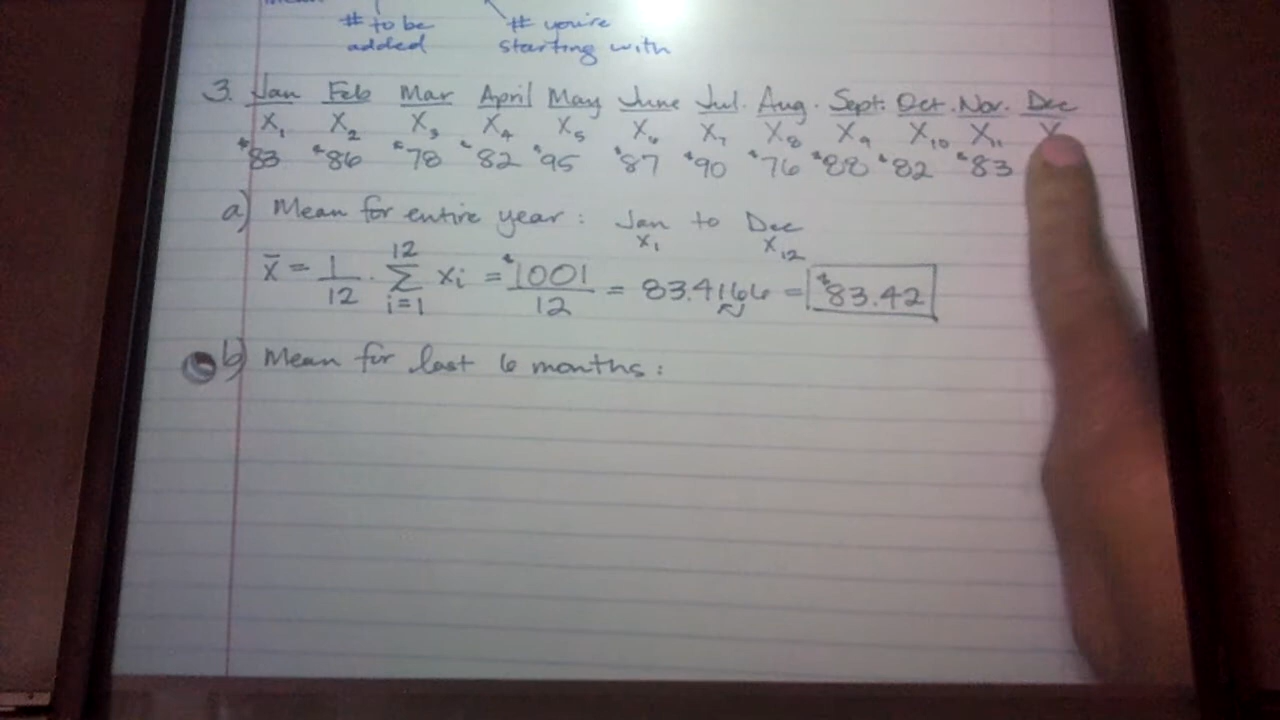 # to be # you're
added starting with
3. Jan Feb Mar April May June Jul. Aug. Sept. Oct. Nov. Dec
X₁ X₂ X₃ X₄ X₅ X₆ X₇ X₈ X₉ X₁₀ X₁₁ X
$83 $86 $78 $82 $95 $87 $90 $76 $88 $82 $83
a) Mean for entire year: Jan to Dec
X₁ X₁₂
x̄ = 1/12 · 12 Σ i=1 xi = $1001/12 = 83.4166 = $83.42
b) Mean for last 6 months: